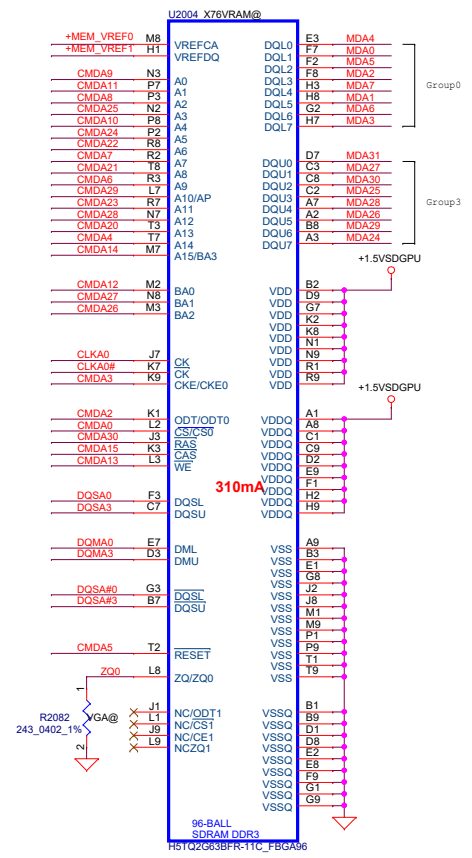 U2004 X76VRAM@
+MEM_VREF0 M8 VREFCA DQL0 E3 MDA4
+MEM_VREF1 H1 VREFDQ DQL1 F7 MDA0
DQL2 F2 MDA5
CMDA9 N3 A0 DQL3 F8 MDA2
CMDA11 P7 A1 DQL4 H3 MDA7 Group0
CMDA8 P3 A2 DQL5 H8 MDA1
CMDA25 N2 A3 DQL6 G2 MDA6
CMDA10 P8 A4 DQL7 H7 MDA3
CMDA24 P2 A5
CMDA22 R8 A6
CMDA7 R2 A7 DQU0 D7 MDA31
CMDA21 T8 A8 DQU1 C3 MDA27
CMDA6 R3 A9 DQU2 C8 MDA30
CMDA29 L7 A10/AP DQU3 C2 MDA25
CMDA23 R7 A11 DQU4 A7 MDA28 Group3
CMDA28 N7 A12 DQU5 A2 MDA26
CMDA20 T3 A13 DQU6 B8 MDA29
CMDA4 T7 A14 DQU7 A3 MDA24
CMDA14 M7 A15/BA3
+1.5VSDGPU
CMDA12 M2 BA0 VDD B2
CMDA27 N8 BA1 VDD D9
CMDA26 M3 BA2 VDD G7
VDD K2
VDD K8
VDD N1
CLKA0 J7 CK VDD N9
CLKA0# K7 CK VDD R1
CMDA3 K9 CKE/CKE0 VDD R9
+1.5VSDGPU
CMDA2 K1 ODT/ODT0 VDDQ A1
CMDA0 L2 CS/CS0 VDDQ A8
CMDA30 J3 RAS VDDQ C1
CMDA15 K3 CAS VDDQ C9
CMDA13 L3 WE VDDQ D2
VDDQ E9
310mA VDDQ F1
DQSA0 F3 DQSL VDDQ H2
DQSA3 C7 DQSU VDDQ H9
DQMA0 E7 DML VSS A9
DQMA3 D3 DMU VSS B3
VSS E1
VSS G8
DQSA#0 G3 DQSL VSS J2
DQSA#3 B7 DQSU VSS J8
VSS M1
VSS M9
VSS P1
CMDA5 T2 RESET VSS P9
VSS T1
ZQ0 L8 ZQ/ZQ0 VSS T9
1
J1 NC/ODT1 VSSQ B1
R2082 VGA@ L1 NC/CS1 VSSQ B9
243_0402_1% J9 NC/CE1 VSSQ D1
2 L9 NCZQ1 VSSQ D8
VSSQ E2
VSSQ E8
VSSQ F9
VSSQ G1
VSSQ G9
96-BALL
SDRAM DDR3
H5TQ2G63BFR-11C_FBGA96